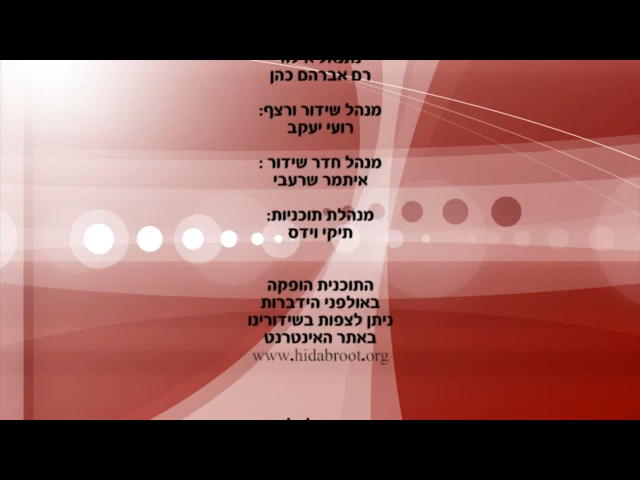 רם אברהם כהן
מנהל שידור ורצף:
רועי יעקב
מנהל חדר שידור :
איתמר שרעבי
מנהלת תוכניות:
תיקי וידס
התוכנית הופקה
באולפני הידברות
ניתן לצפות בשידורינו
באתר האינטרנט
www.hidabroot.org